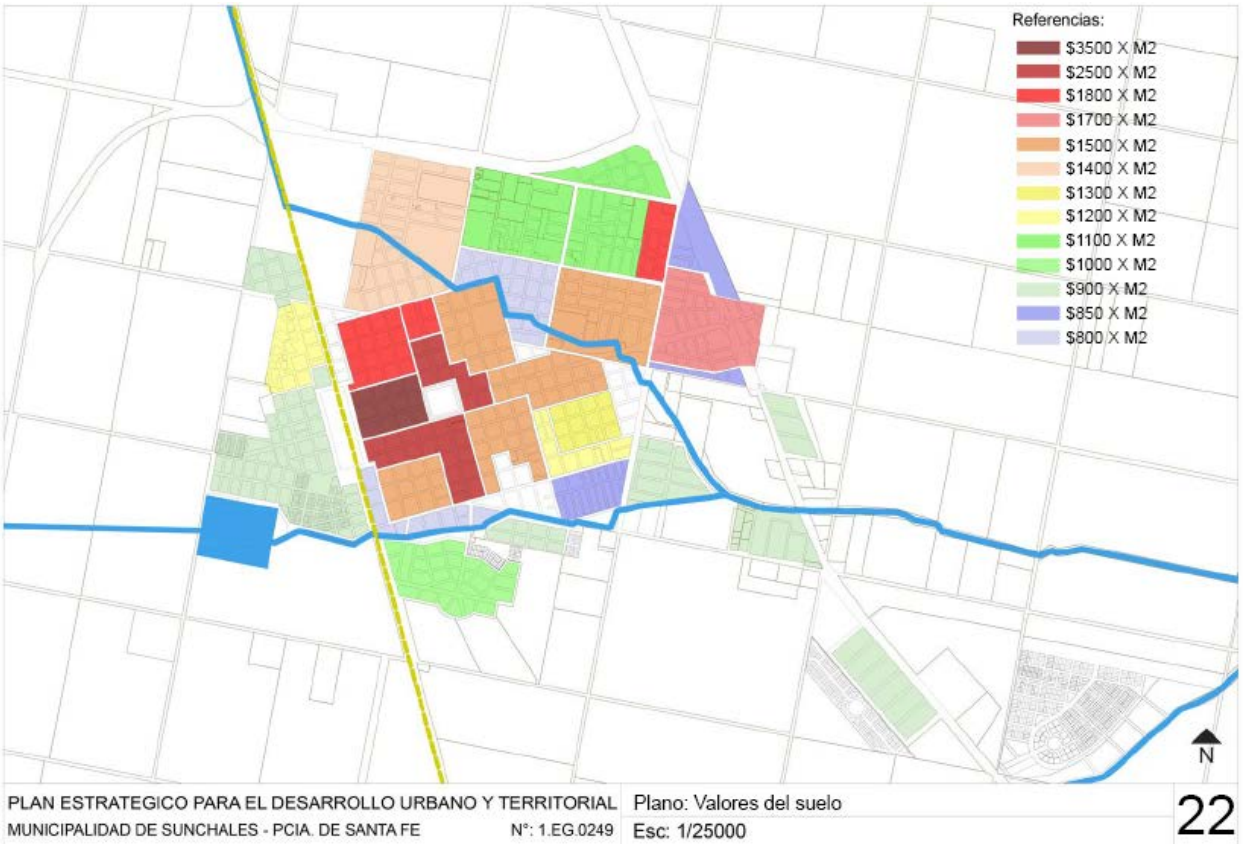 Referencias:
$3500 X M2
$2500 X M2
$1800 X M2
$1700 X M2
$1500 X M2
$1400 X M2
$1300 X M2
$1200 X M2
$1100 X M2
$1000 X M2
$900 X M2
$850 X M2
$800 X M2
N
PLAN ESTRATEGICO PARA EL DESARROLLO URBANO Y TERRITORIAL
MUNICIPALIDAD DE SUNCHALES - PCIA. DE SANTA FE N°: 1.EG.0249
Plano: Valores del suelo
Esc: 1/25000
22